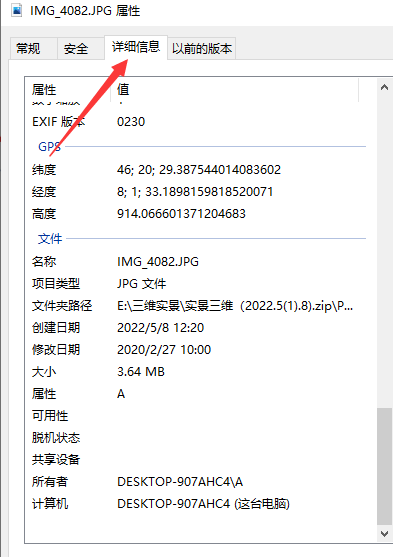 IMG_4082.JPG 属性
常规 安全 详细信息 以前的版本
属性 值
EXIF 版本 0230
GPS
纬度 46; 20; 29.387544014083602
经度 8; 1; 33.1898159818520071
高度 914.066601371204683
文件
名称 IMG_4082.JPG
项目类型 JPG 文件
文件夹路径 E:\三维实景\实景三维（2022.5(1).8).zip\P...
创建日期 2022/5/8 12:20
修改日期 2020/2/27 10:00
大小 3.64 MB
属性 A
可用性
脱机状态
共享设备
所有者 DESKTOP-907AHC4\A
计算机 DESKTOP-907AHC4 (这台电脑)